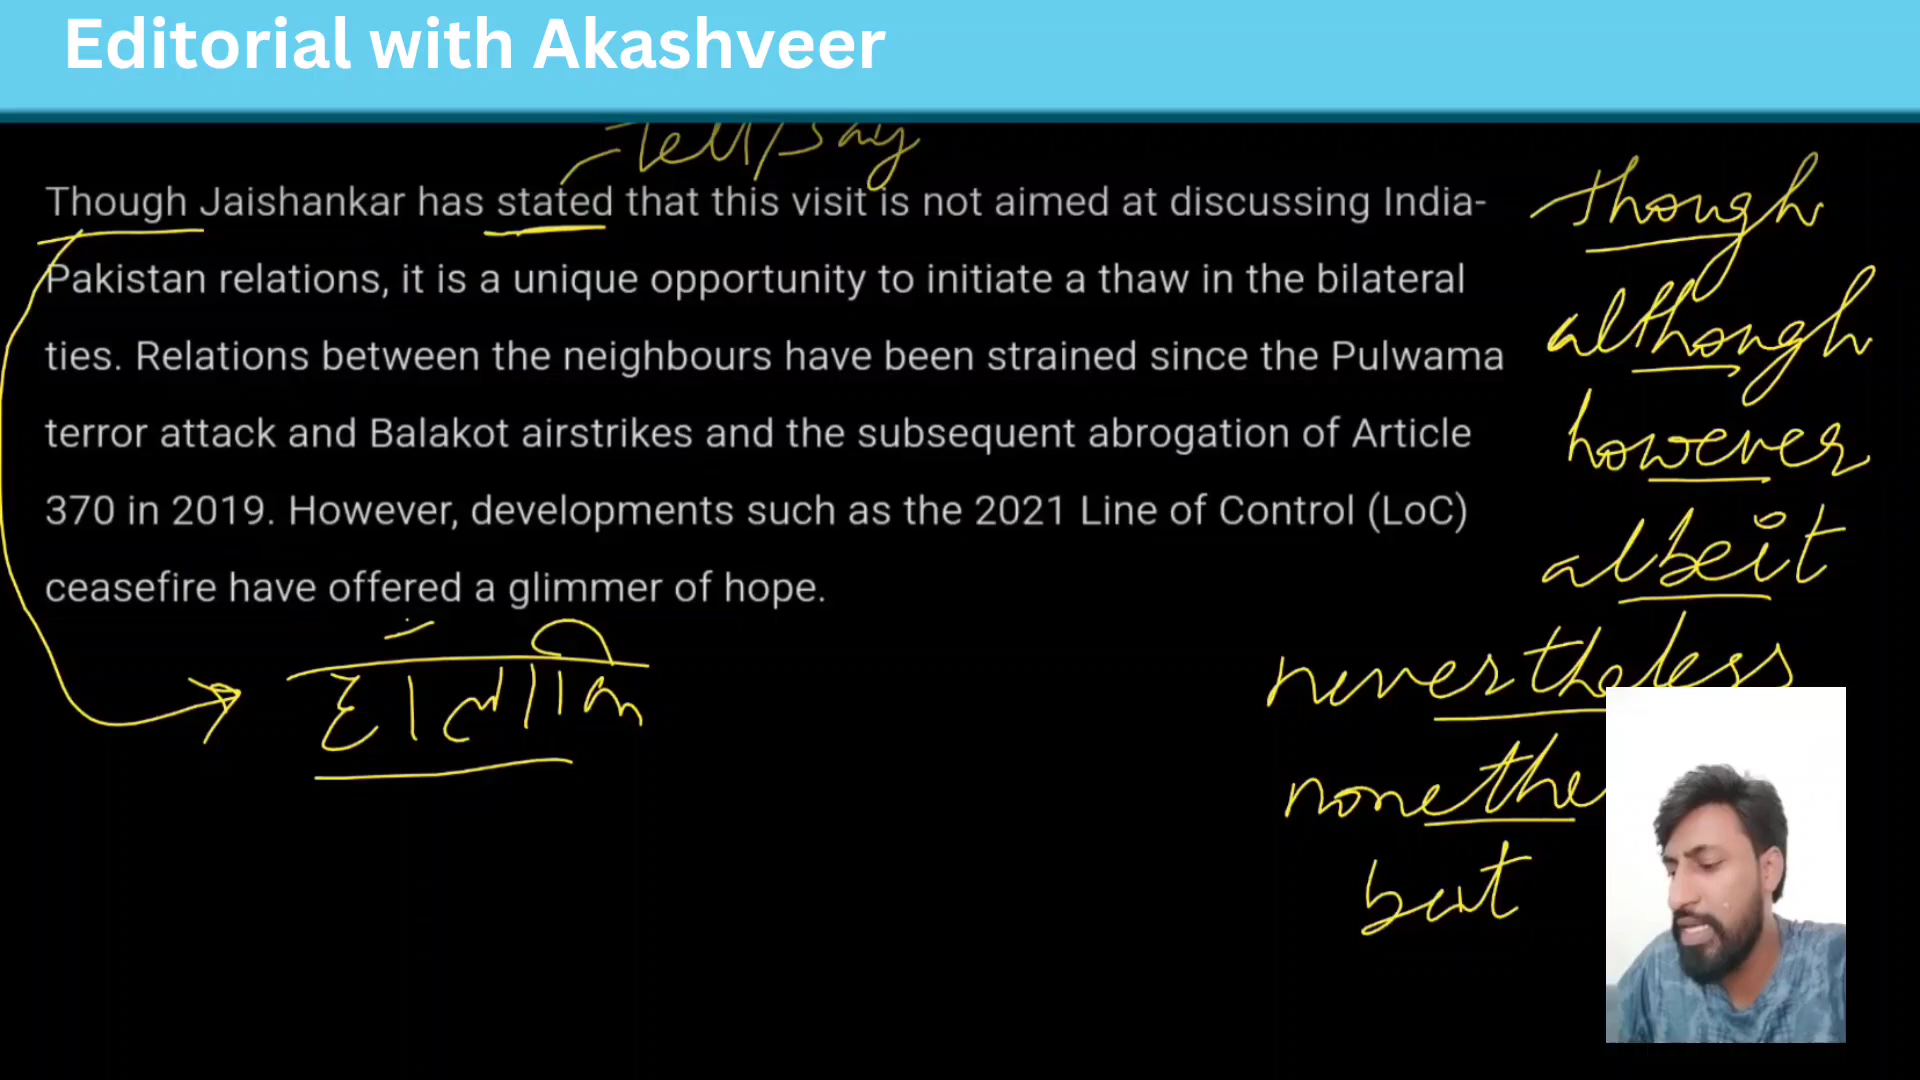 Editorial with Akashveer
Tell/Say
Though Jaishankar has stated that this visit is not aimed at discussing India-
Pakistan relations, it is a unique opportunity to initiate a thaw in the bilateral
ties. Relations between the neighbours have been strained since the Pulwama
terror attack and Balakot airstrikes and the subsequent abrogation of Article
370 in 2019. However, developments such as the 2021 Line of Control (LoC)
ceasefire have offered a glimmer of hope.
हालांकि
though
although
however
albeit
nevertheless
nonethe
but